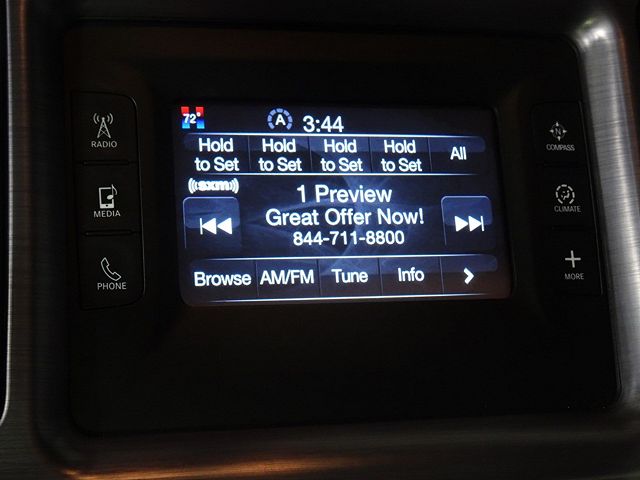 72°
A
3:44
Hold to Set
Hold to Set
Hold to Set
Hold to Set
All
RADIO
COMPASS
((sxm))
1 Preview
Great Offer Now!
844-711-8800
MEDIA
CLIMATE
PHONE
MORE
Browse
AM/FM
Tune
Info